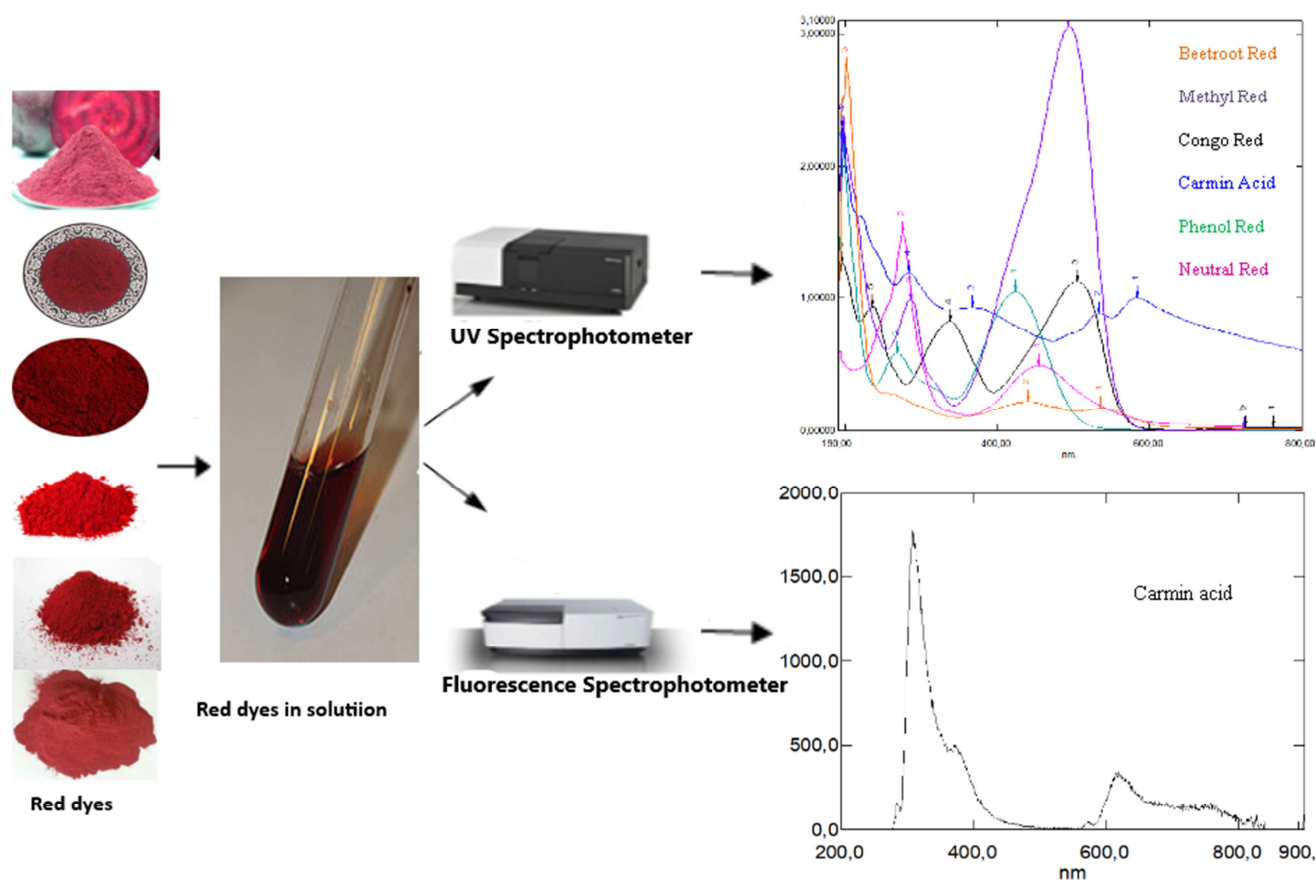 Red dyes
Red dyes in solutiion
UV Spectrophotometer
Fluorescence Spectrophotometer
3,10000
3,00000
2,00000
1,00000
0,00000
190,00
400,00
600,00
800,00
nm.
Beetroot Red
Methyl Red
Congo Red
Carmin Acid
Phenol Red
Neutral Red
2000,0
1500,0
1000,0
500,0
0,0
200,0
400,0
600,0
800,0
900,
nm
Carmin acid